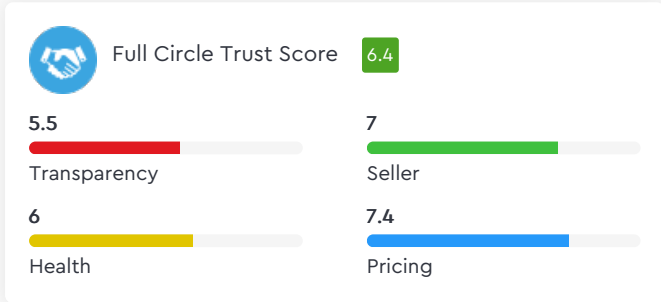 Full Circle Trust Score 6.4
5.5
Transparency
7
Seller
6
Health
7.4
Pricing